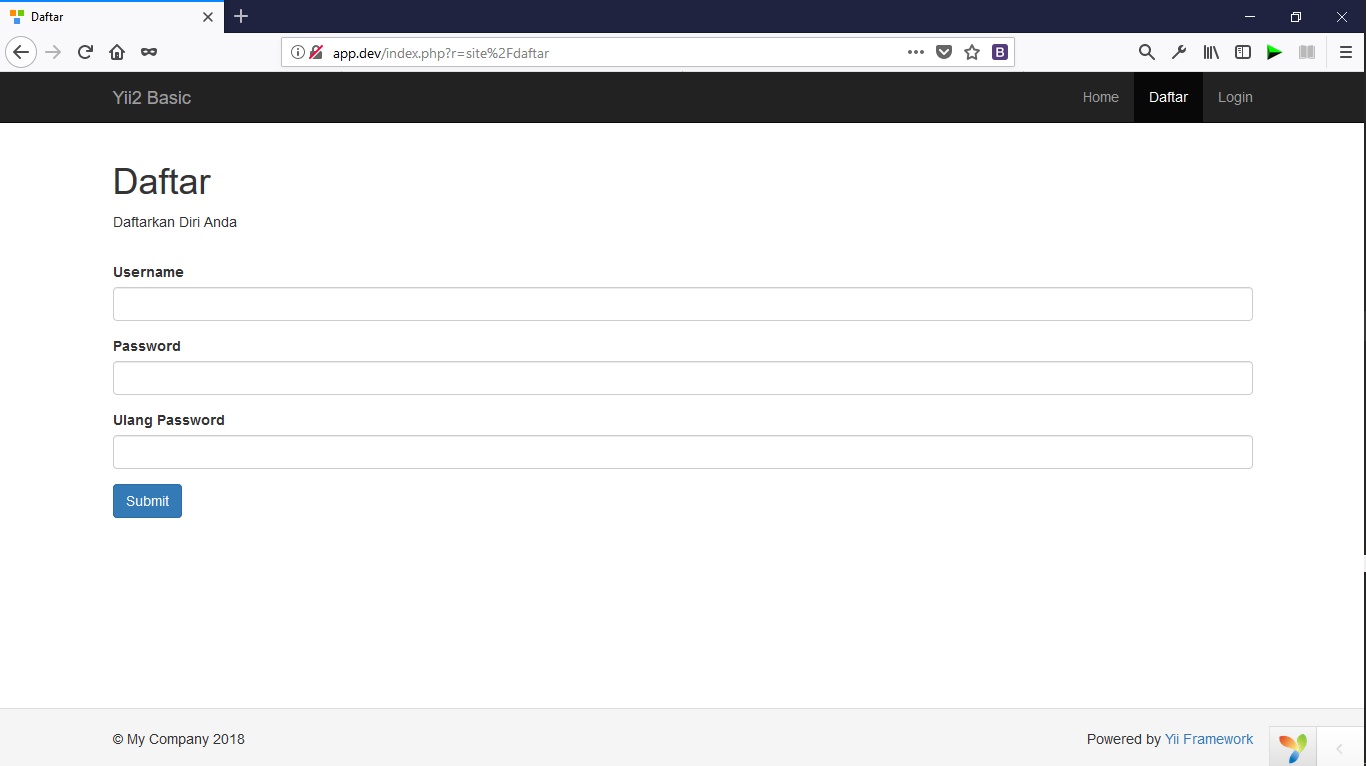 Daftar
app.dev/index.php?r=site%2Fdaftar
B
Yii2 Basic
Home
Daftar
Login
Daftar
Daftarkan Diri Anda
Username
Password
Ulang Password
Submit
© My Company 2018
Powered by Yii Framework